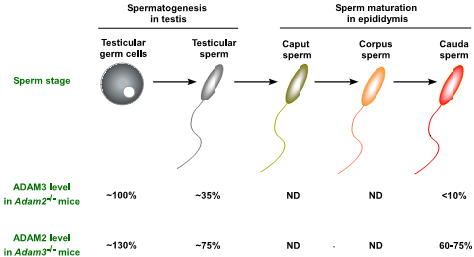 Spermatogenesis
in testis
Sperm maturation
in epididymis
Testicular
germ cells
Testicular
sperm
Caput
sperm
Corpus
sperm
Cauda
sperm
Sperm stage
ADAM3 level
in Adam2-/- mice
~100%
~35%
ND
ND
<10%
ADAM2 level
in Adam3-/- mice
~130%
~75%
ND
ND
60-75%